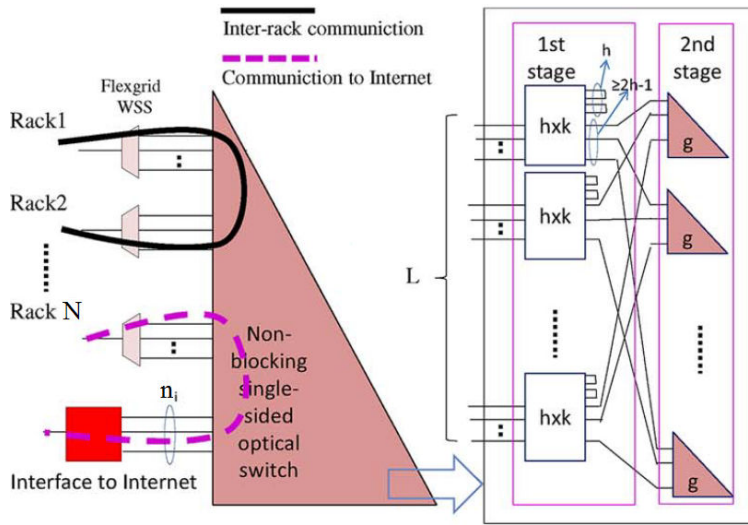 Inter-rack communiction
Communiction to Internet
Flexgrid
WSS
Rack1
Rack2
Rack N
n_i
Interface to Internet
Non-
blocking
single-
sided
optical
switch
1st
stage
2nd
stage
h
≥2h-1
hxk
g
hxk
g
L
hxk
g